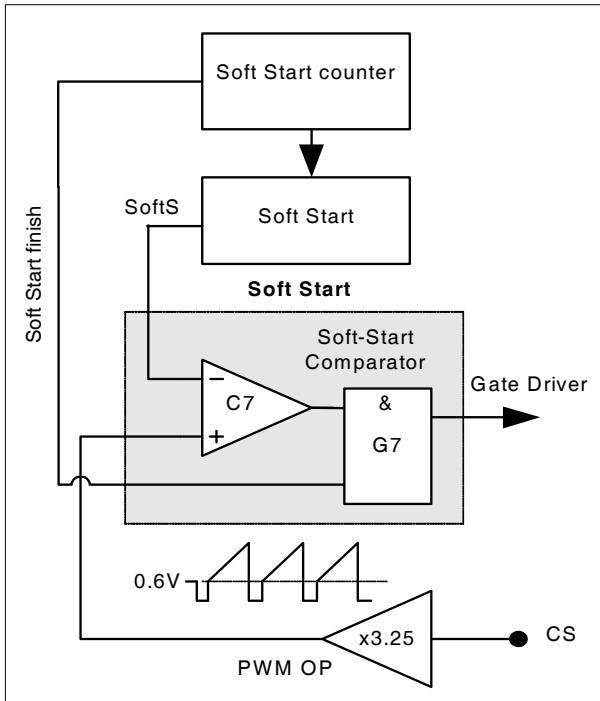 Soft Start counter
SoftS
Soft Start
Soft Start finish
Soft Start
Soft-Start
Comparator
Gate Driver
−
C7
+
&
G7
0.6V
x3.25
CS
PWM OP